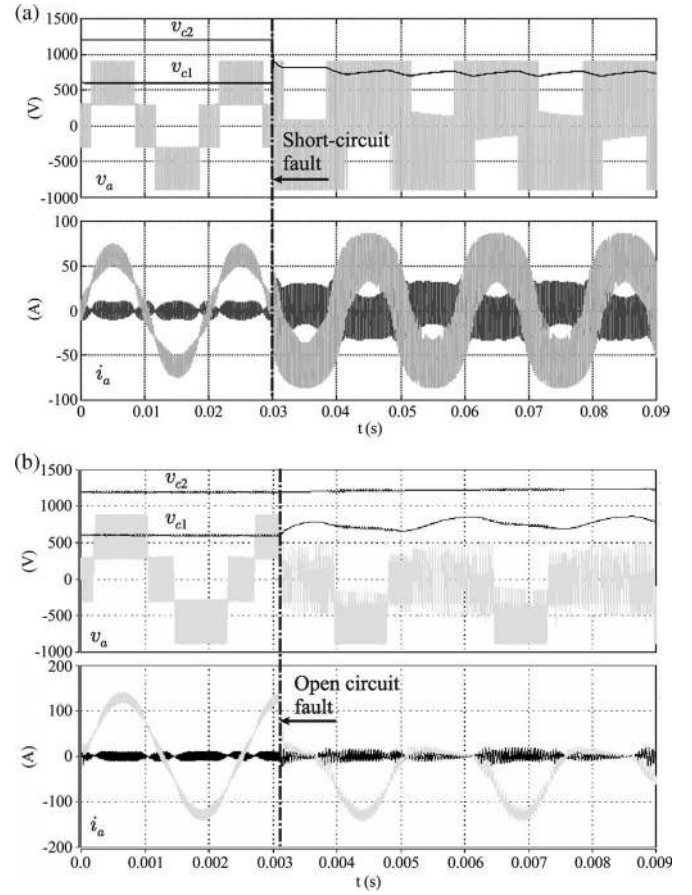 (a)
1500
1000
500
0
-500
-1000
(V)
v_c2
v_c1
v_a
Short-circuit
fault
100
50
0
-50
-100
(A)
i_a
0 0.01 0.02 0.03 0.04 0.05 0.06 0.07 0.08 0.09
t (s)
(b)
1500
1000
500
0
-500
-1000
(V)
v_c2
v_c1
v_a
200
100
0
-100
-200
(A)
Open circuit
fault
i_a
0.0 0.001 0.002 0.003 0.004 0.005 0.006 0.007 0.008 0.009
t (s)